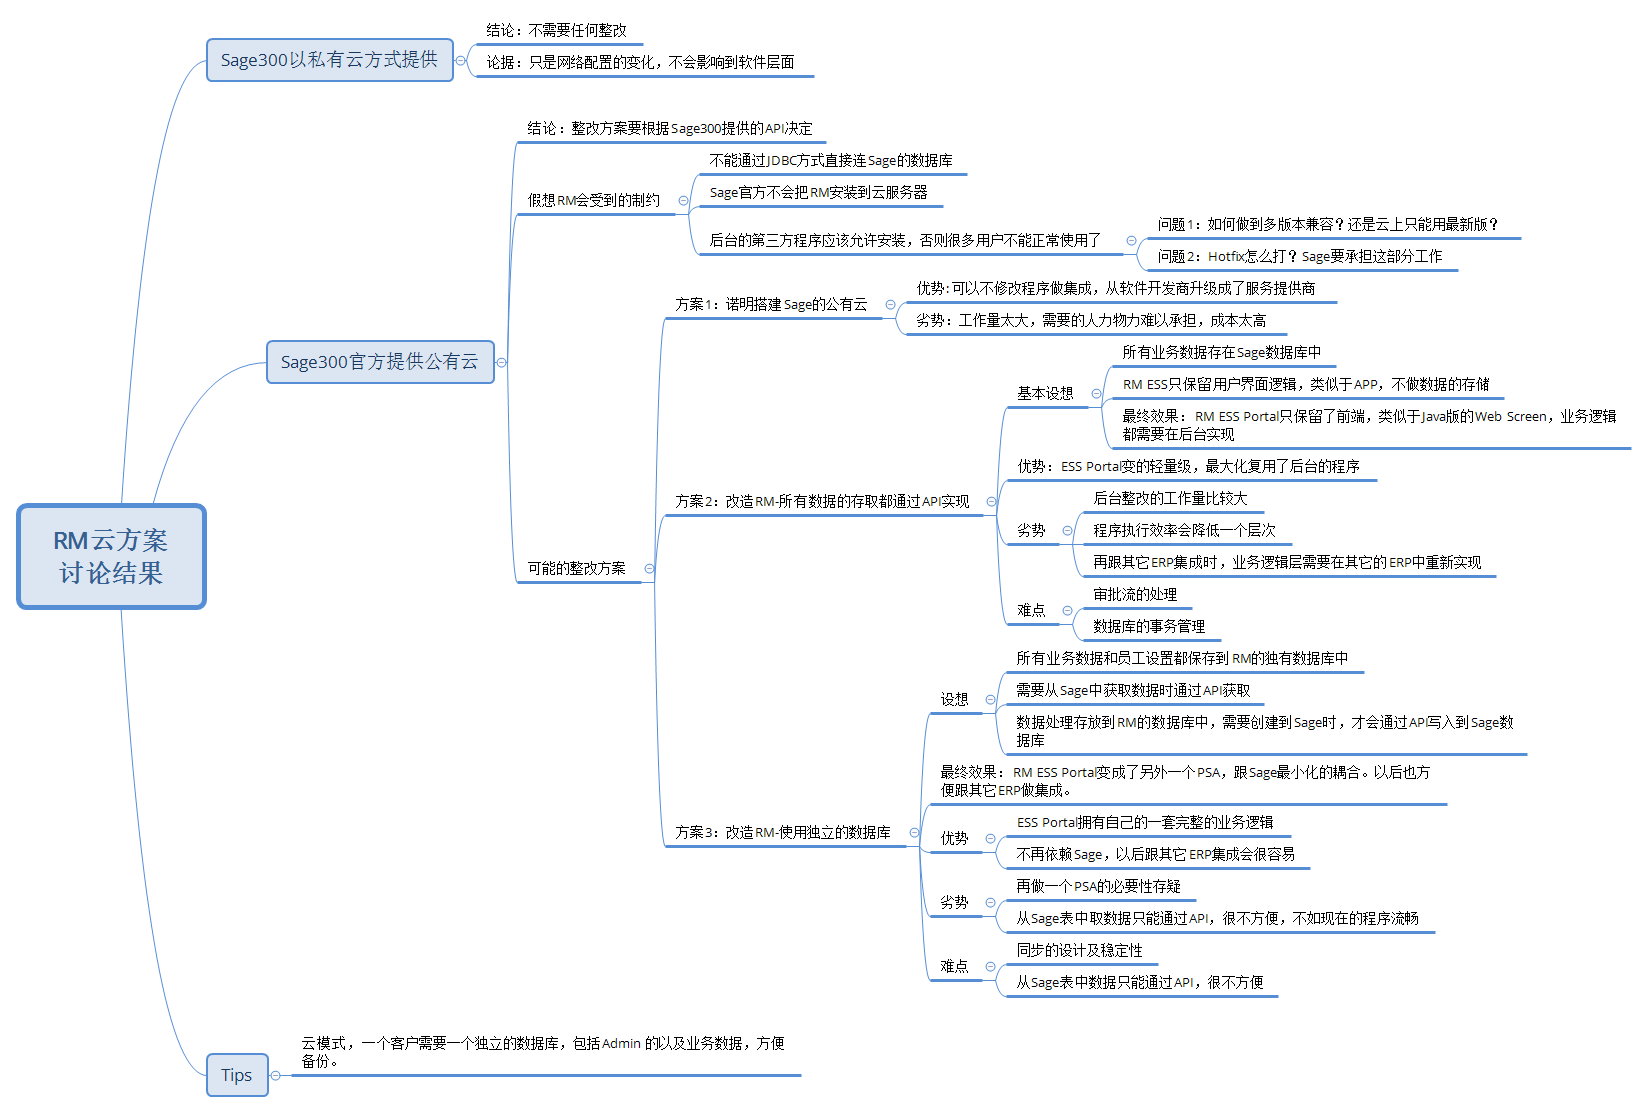 RM云方案
讨论结果
Sage300以私有云方式提供
结论：不需要任何整改
论据：只是网络配置的变化，不会影响到软件层面
Sage300官方提供公有云
结论：整改方案要根据Sage300提供的API决定
假想RM会受到的制约
不能通过JDBC方式直接连Sage的数据库
Sage官方不会把RM安装到云服务器
后台的第三方程序应该允许安装，否则很多用户不能正常使用了
问题1：如何做到多版本兼容？还是云上只能用最新版？
问题2：Hotfix怎么打？Sage要承担这部分工作
可能的整改方案
方案1：诺明搭建Sage的公有云
优势:可以不修改程序做集成，从软件开发商升级成了服务提供商
劣势：工作量太大，需要的人力物力难以承担，成本太高
方案2：改造RM-所有数据的存取都通过API实现
基本设想
所有业务数据存在Sage数据库中
RM ESS只保留用户界面逻辑，类似于APP，不做数据的存储
最终效果：RM ESS Portal只保留了前端，类似于Java版的Web Screen，业务逻辑
都需要在后台实现
优势：ESS Portal变的轻量级，最大化复用了后台的程序
劣势
后台整改的工作量比较大
程序执行效率会降低一个层次
再跟其它ERP集成时，业务逻辑层需要在其它的ERP中重新实现
难点
审批流的处理
数据库的事务管理
方案3：改造RM-使用独立的数据库
设想
所有业务数据和员工设置都保存到RM的独有数据库中
需要从Sage中获取数据时通过API获取
数据处理存放到RM的数据库中，需要创建到Sage时，才会通过API写入到Sage数
据库
最终效果：RM ESS Portal变成了另外一个PSA，跟Sage最小化的耦合。以后也方
便跟其它ERP做集成。
优势
ESS Portal拥有自己的一套完整的业务逻辑
不再依赖Sage，以后跟其它ERP集成会很容易
劣势
再做一个PSA的必要性存疑
从Sage表中取数据只能通过API，很不方便，不如现在的程序流畅
难点
同步的设计及稳定性
从Sage表中数据只能通过API，很不方便
Tips
云模式，一个客户需要一个独立的数据库，包括Admin 的以及业务数据，方便
备份。